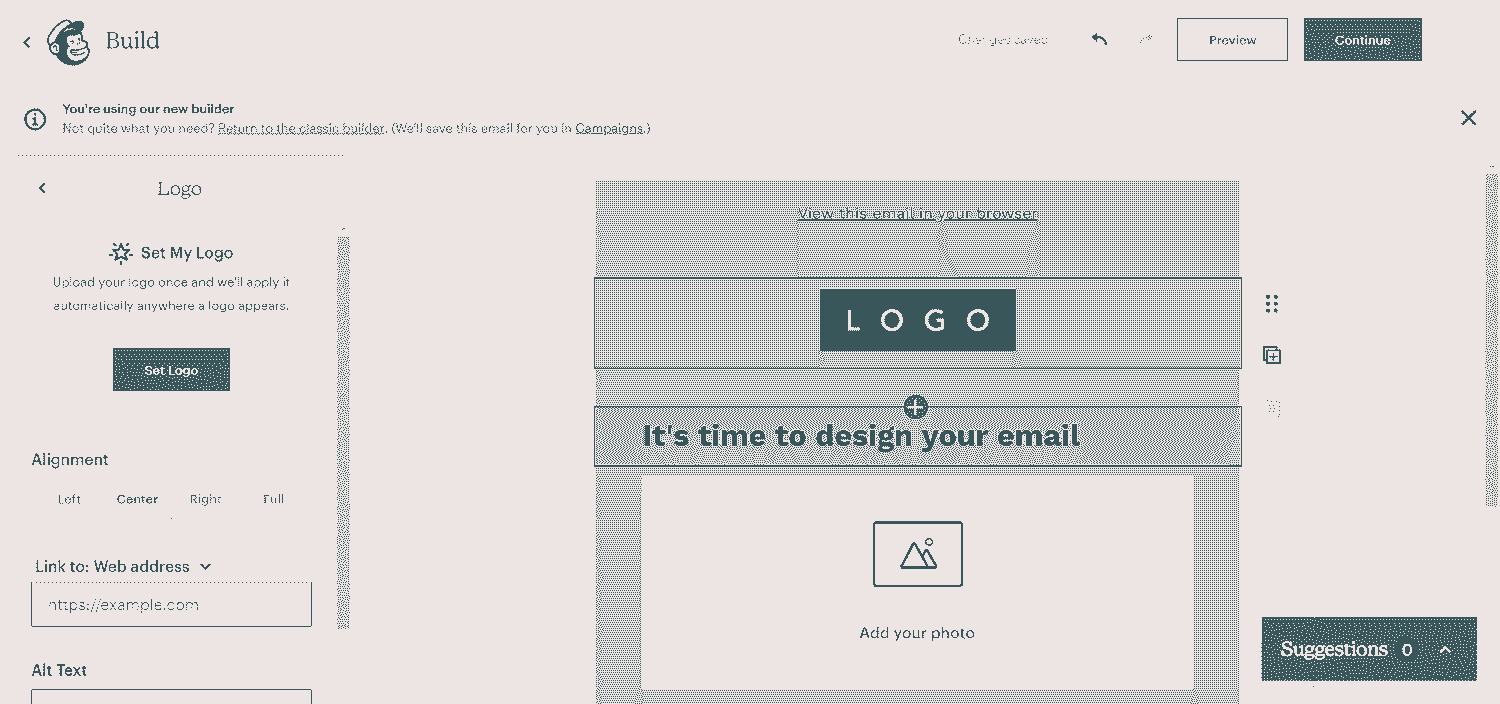 Build
Changes saved
Preview
Continue
You're using our new builder
Not quite what you need? Return to the classic builder. (We'll save this email for you in Campaigns.)
Logo
Set My Logo
Upload your logo once and we'll apply it
automatically anywhere a logo appears.
Set Logo
Alignment
Left Center Right Full
Link to: Web address
https://example.com
Alt Text
View this email in your browser
LOGO
It's time to design your email
Add your photo
Suggestions 0